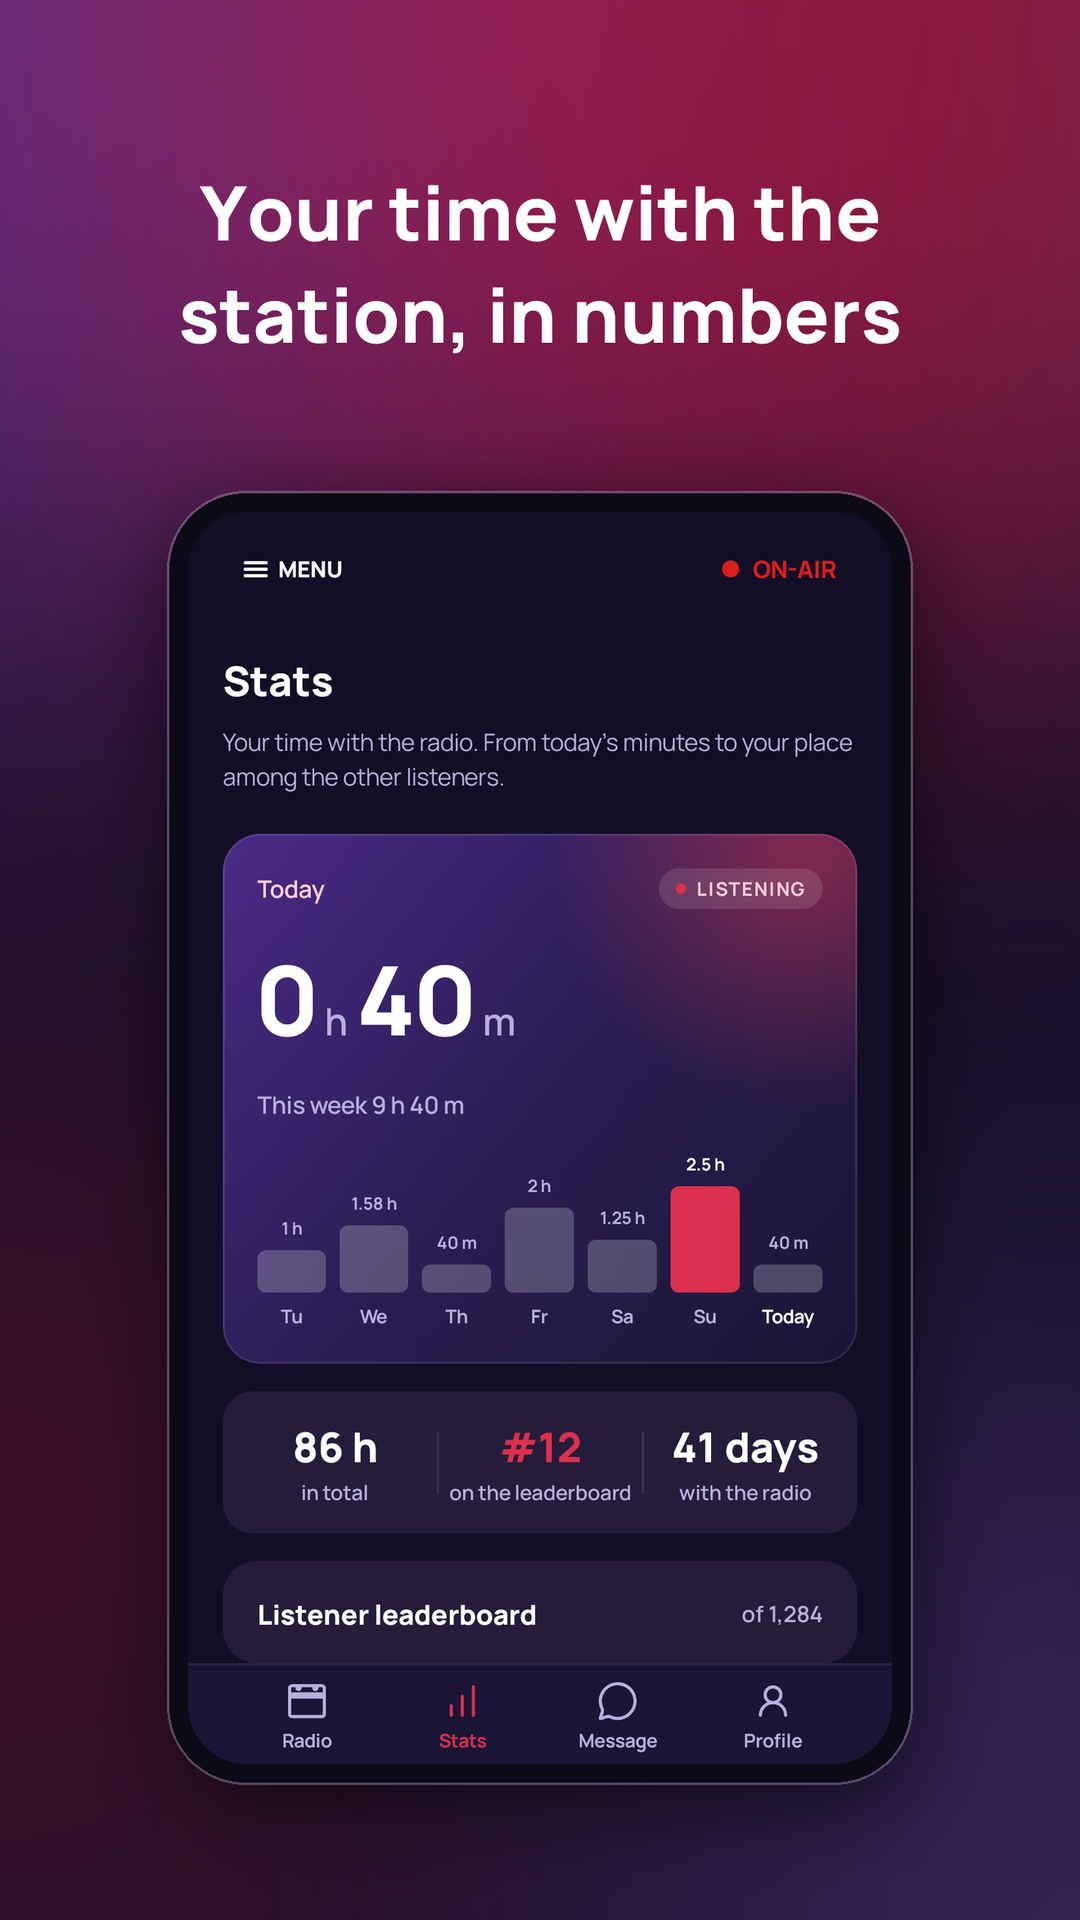 Your time with the
station, in numbers
MENU
ON-AIR
Stats
Your time with the radio. From today's minutes to your place
among the other listeners.
Today
LISTENING
0 h 40 m
This week 9 h 40 m
1 h
1.58 h
40 m
2 h
1.25 h
2.5 h
40 m
Tu
We
Th
Fr
Sa
Su
Today
86 h
in total
#12
on the leaderboard
41 days
with the radio
Listener leaderboard
of 1,284
Radio
Stats
Message
Profile